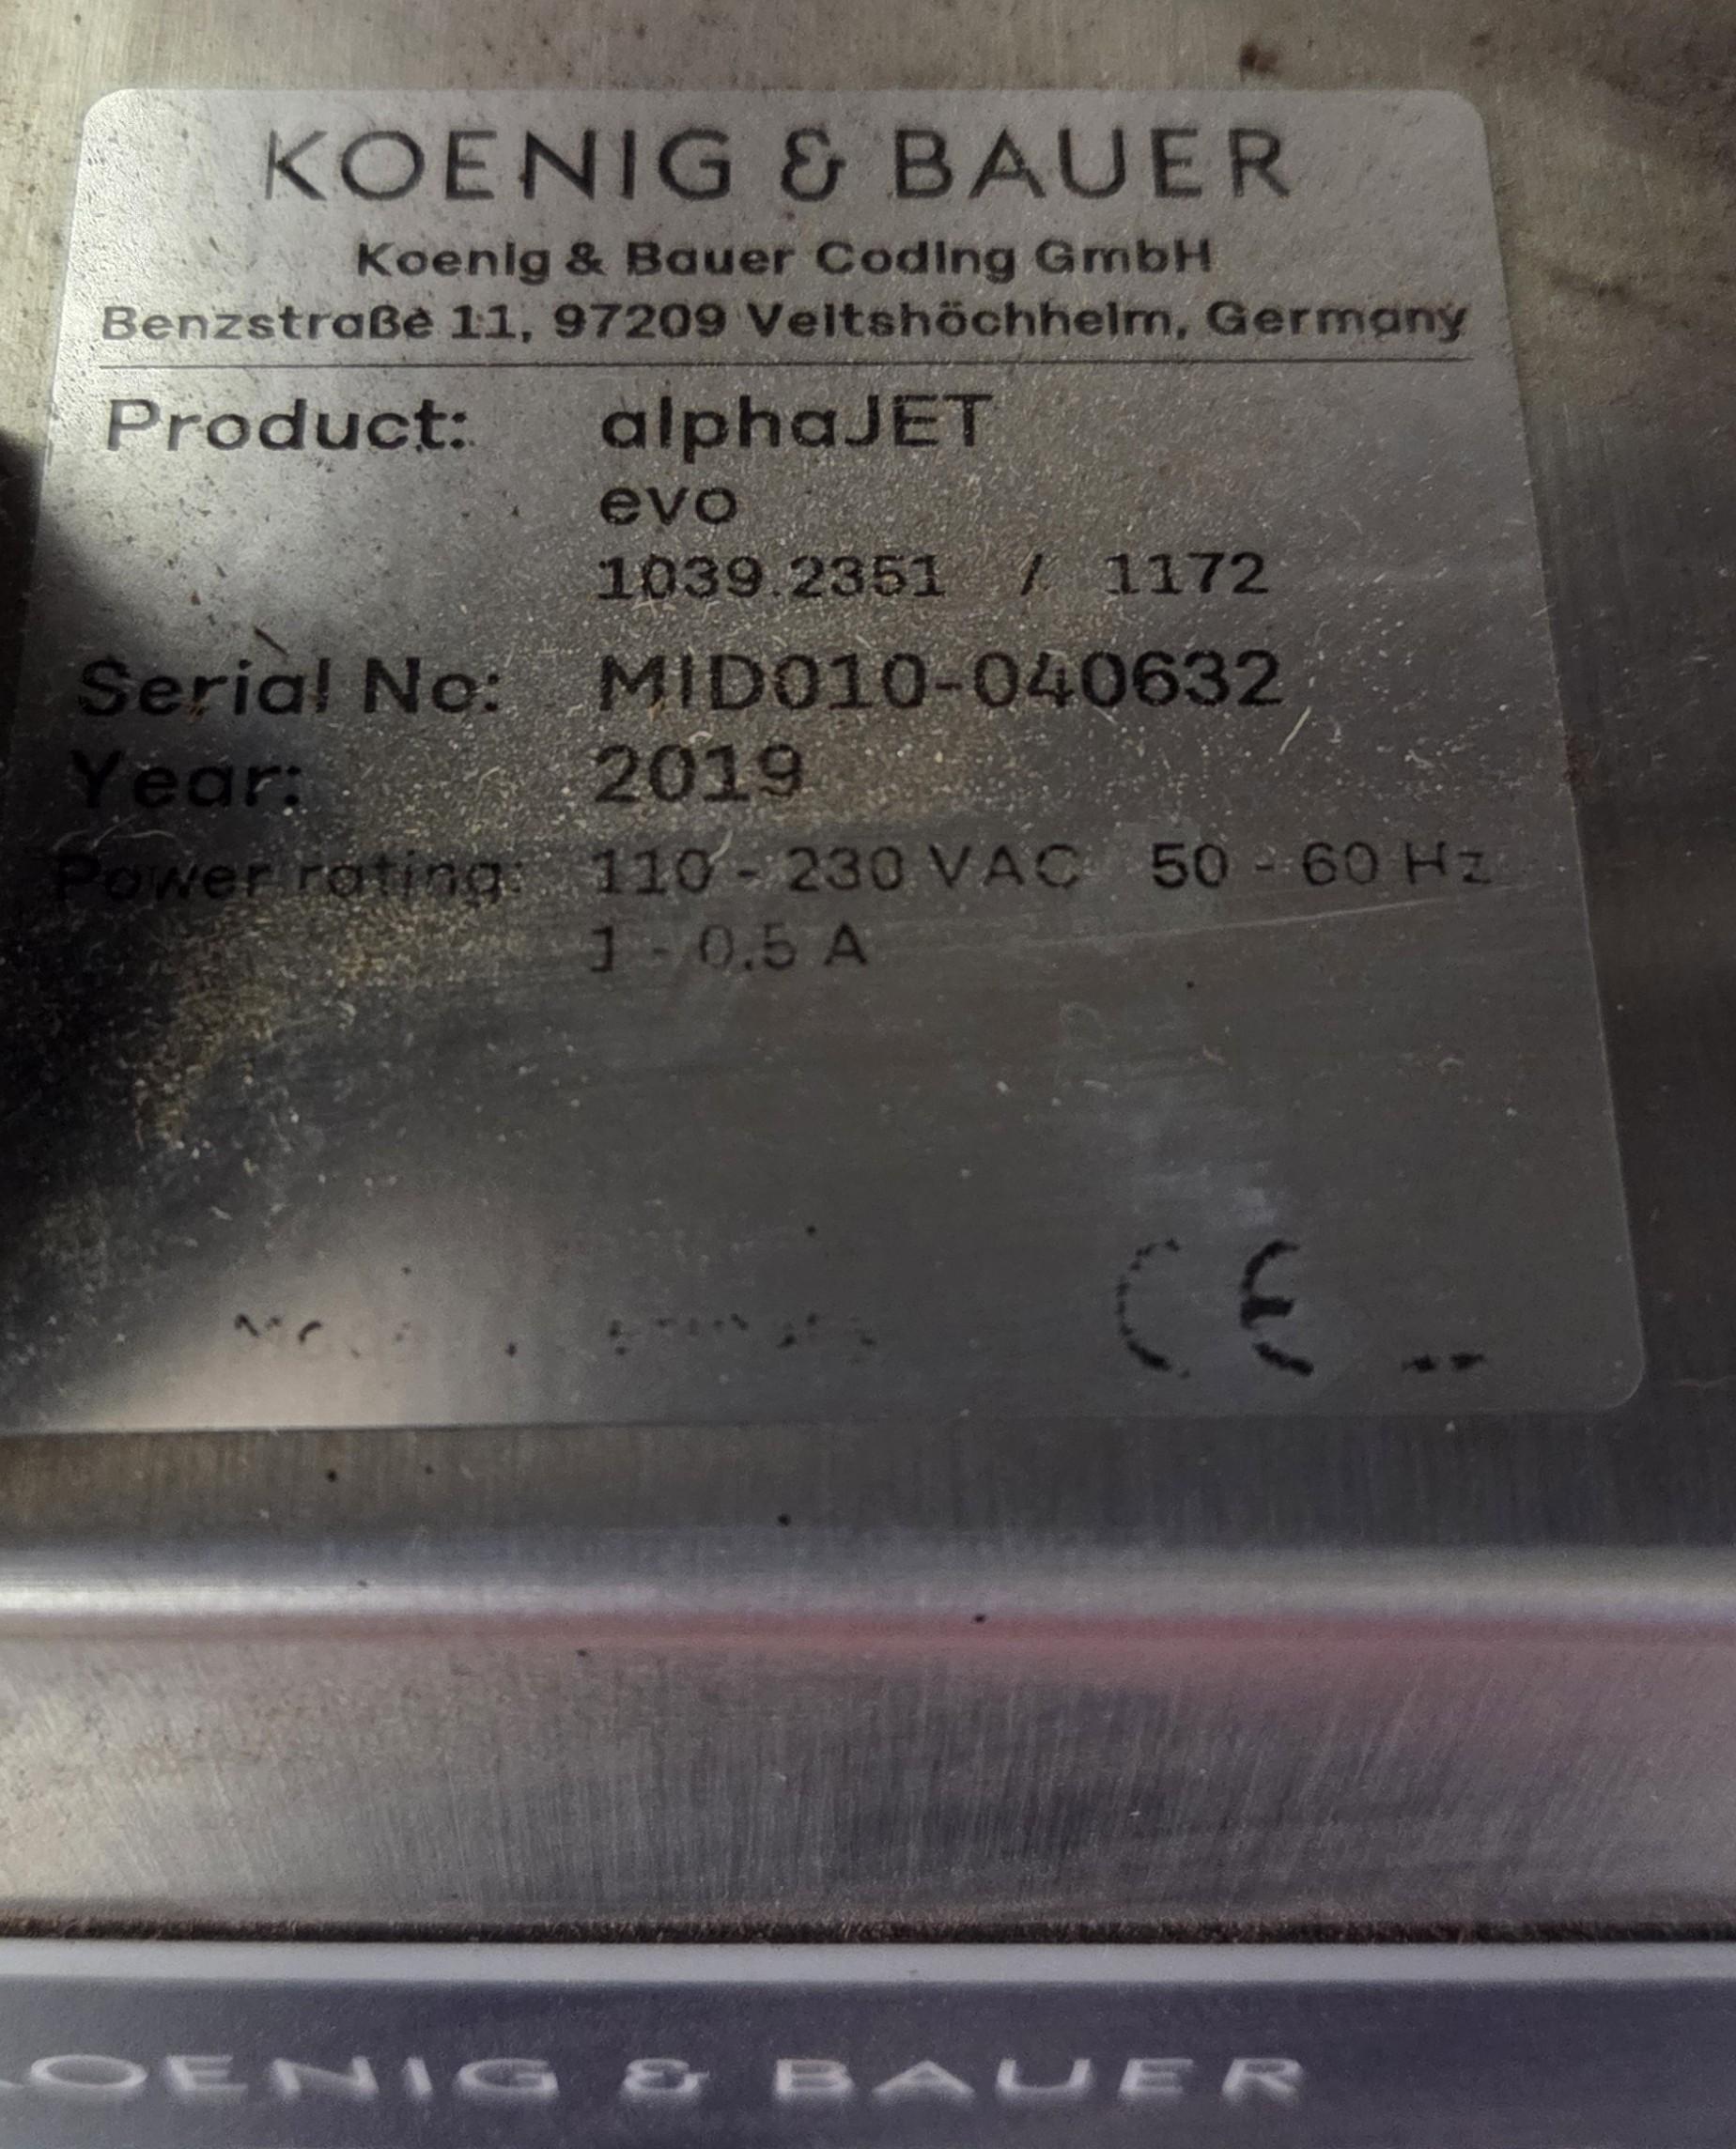 KOENIG & BAUER
Koenig & Bauer Coding GmbH
Benzstraße 11, 97209 Veitshöchheim, Germany
Product: alphaJET
evo
1039.2351 / 1172
Serial No: MID010-040632
Year: 2019
Power rating: 110 - 230 VAC 50 - 60 Hz
1 - 0.5 A
CE
OENIG & BAUER